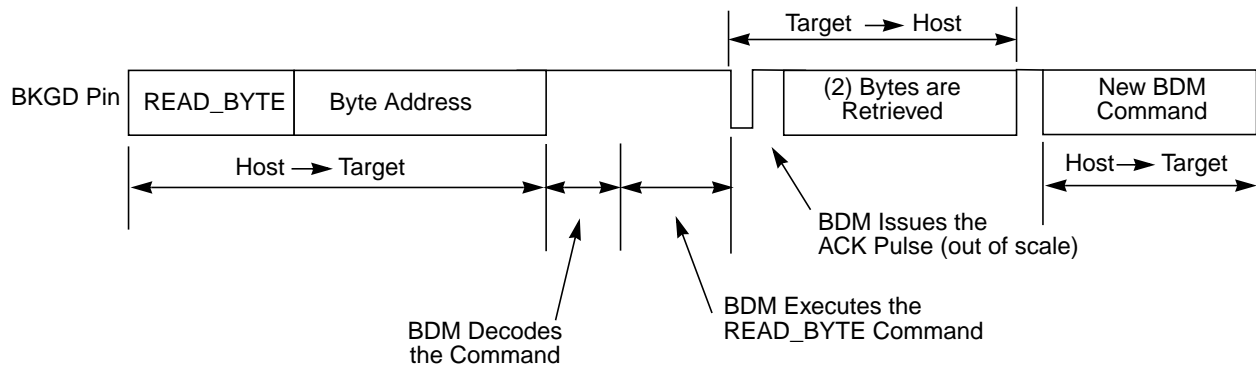 Target Host
BKGD Pin
READ_BYTE
Byte Address
(2) Bytes are
Retrieved
New BDM
Command
Host Target
Host Target
BDM Issues the
ACK Pulse (out of scale)
BDM Executes the
READ_BYTE Command
BDM Decodes
the Command